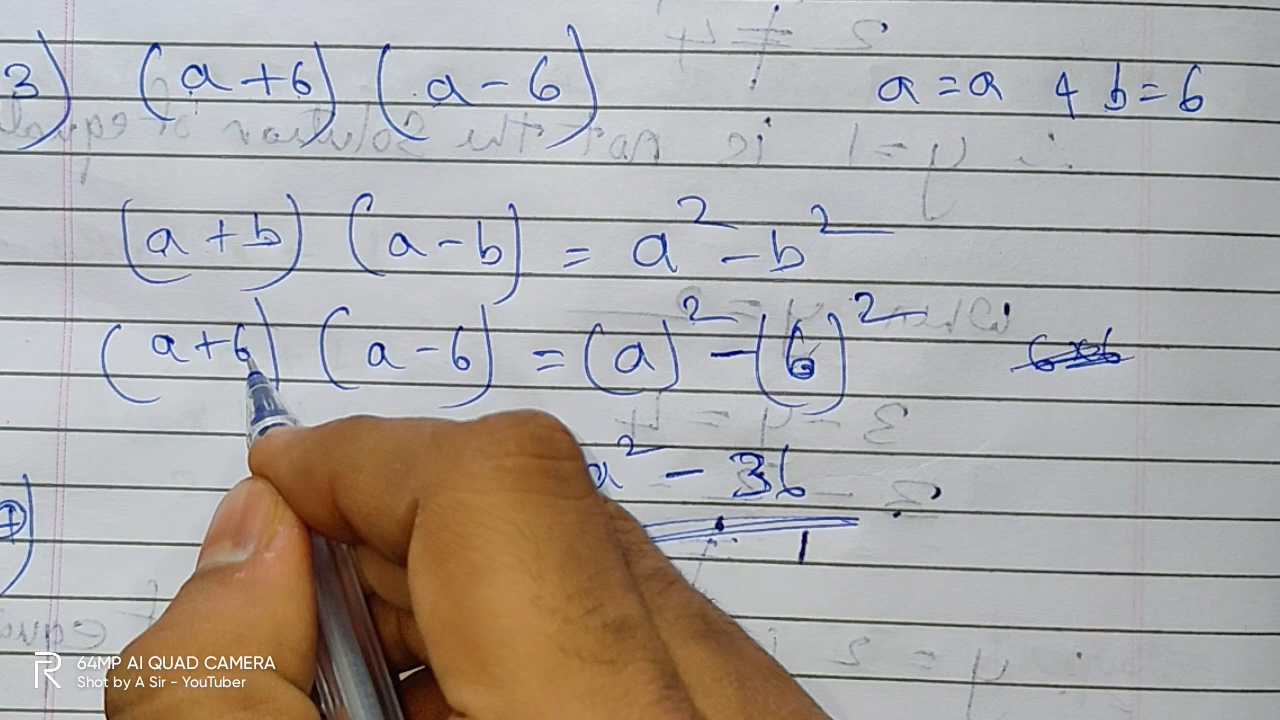 3) (a+6) (a-6) a=a & b=6
(a+b) (a-b) = a² - b²
(a+6) (a-6) = (a)² - (6)²
a² - 36
64MP AI QUAD CAMERA
Shot by A Sir - YouTuber